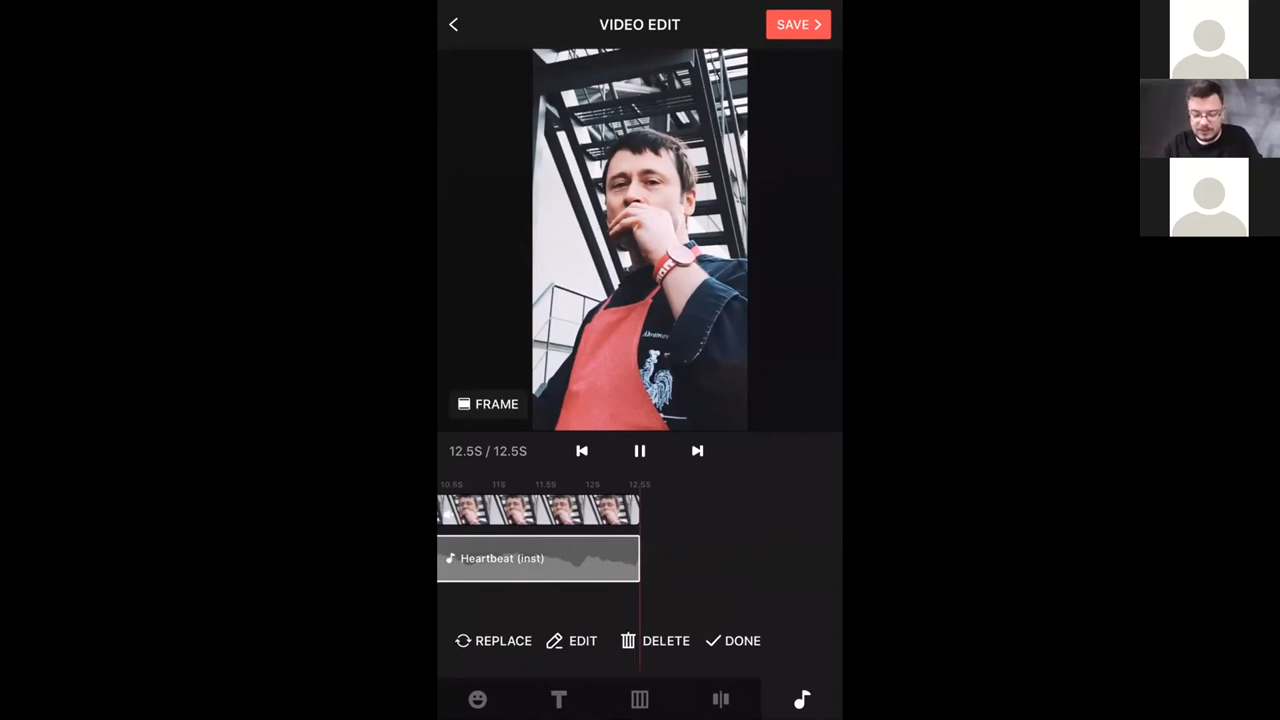 VIDEO EDIT
SAVE
Abramov
FRAME
12.5S / 12.5S
10.5S 11S 11.5S 12S 12.5S
Heartbeat (inst)
REPLACE EDIT DELETE DONE
T